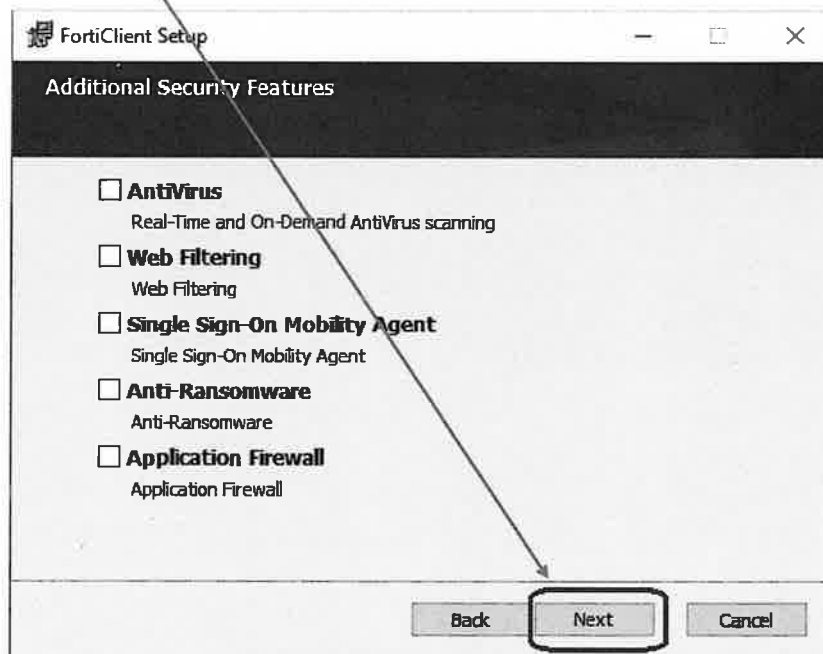 FortiClient Setup
Additional Security Features
AntiVirus
Real-Time and On-Demand AntiVirus scanning
Web Filtering
Web Filtering
Single Sign-On Mobility Agent
Single Sign-On Mobility Agent
Anti-Ransomware
Anti-Ransomware
Application Firewall
Application Firewall
Back Next Cancel